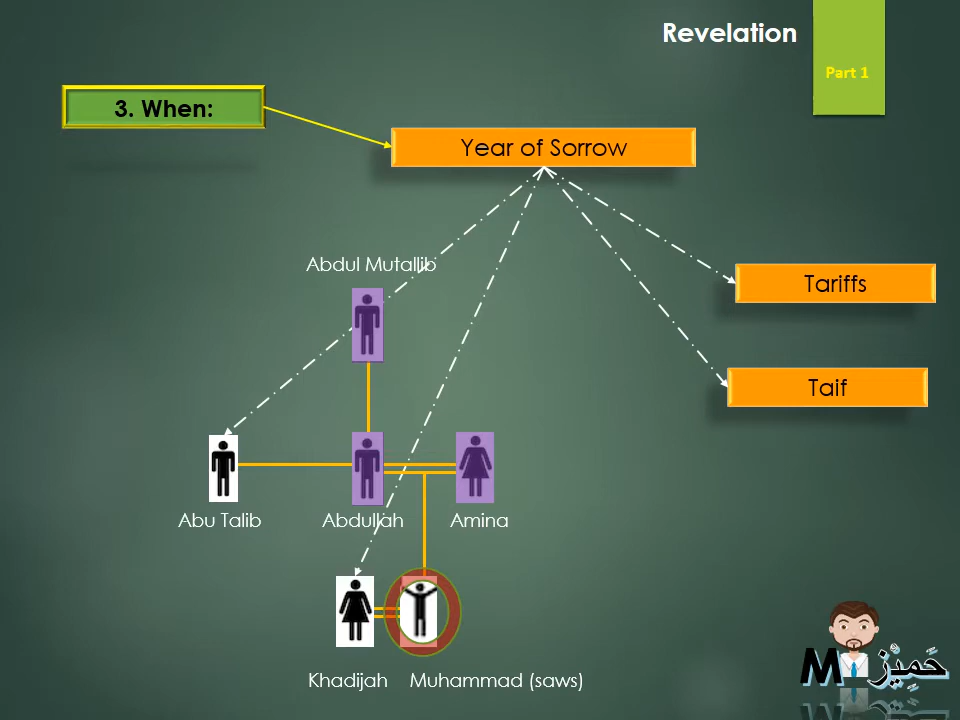 Revelation
Part 1
3. When:
Year of Sorrow
Abdul Mutallib
Tariffs
Taif
Abu Talib
Abdullah
Amina
Khadijah
Muhammad (saws)
M